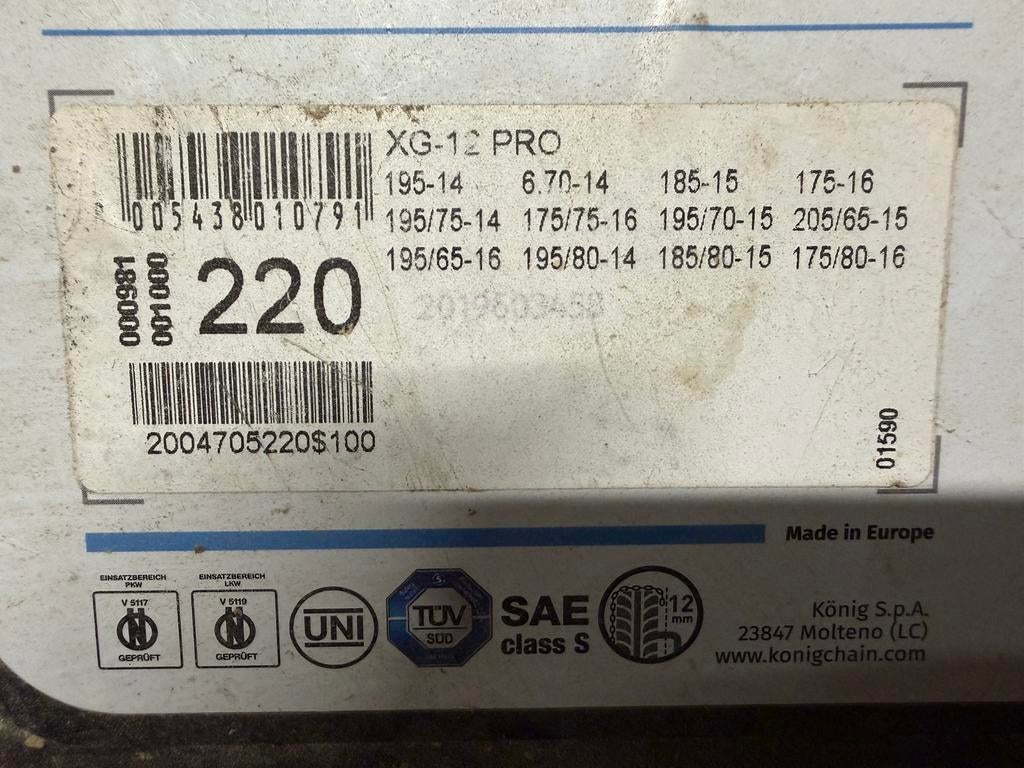 XG-12 PRO
195-14 6.70-14 185-15 175-16
195/75-14 175/75-16 195/70-15 205/65-15
195/65-16 195/80-14 185/80-15 175/80-16
005438010791
000981
001000
220
2019603458
2004705220$100
01590
Made in Europe
EINSATZBEREICH
PKW
V 5117
GEPRÜFT
EINSATZBEREICH
LKW
V 5119
GEPRÜFT
UNI
TÜV
SÜD
SAE
class S
12
mm
König S.p.A.
23847 Molteno (LC)
www.konigchain.com